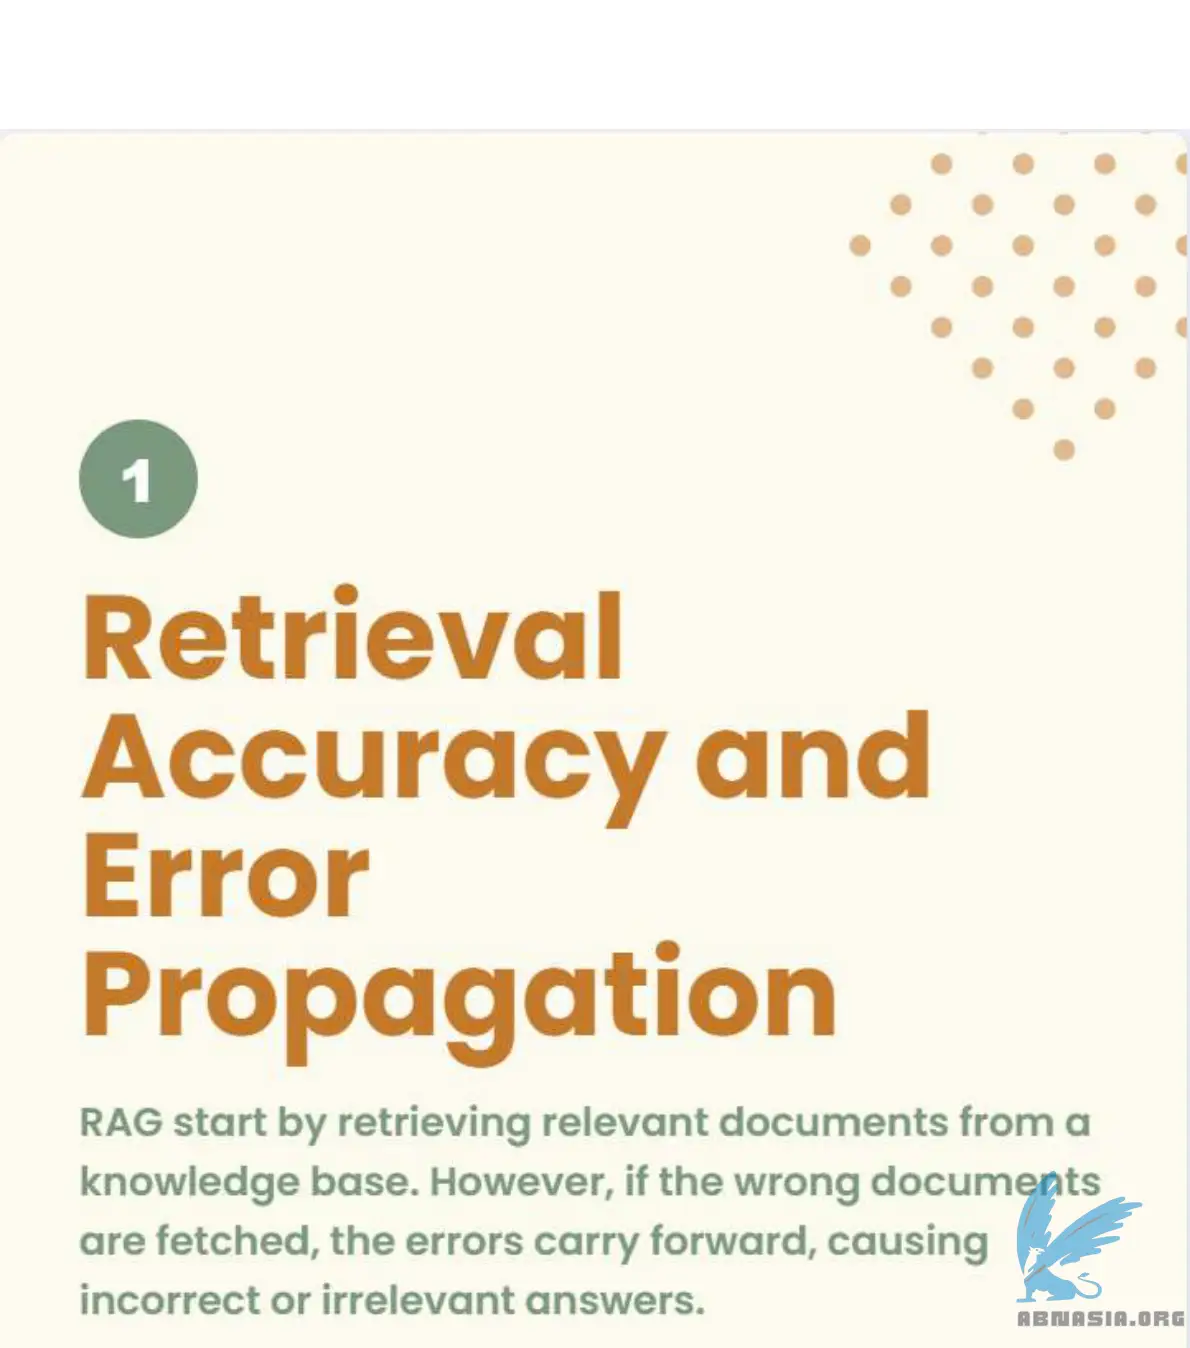 1
Retrieval
Accuracy and
Error
Propagation
RAG start by retrieving relevant documents from a
knowledge base. However, if the wrong documents
are fetched, the errors carry forward, causing
incorrect or irrelevant answers.
ABNASIA.ORG